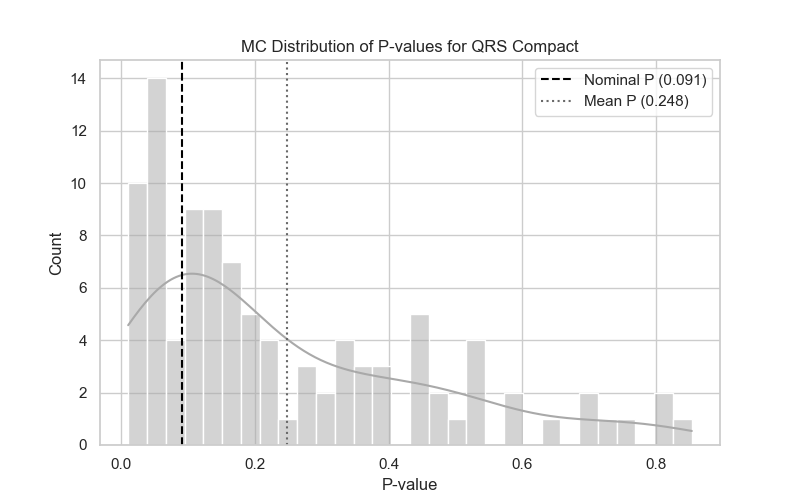 MC Distribution of P-values for QRS Compact
Nominal P (0.091)
Mean P (0.248)
14
12
10
8
6
4
2
0
Count
0.0 0.2 0.4 0.6 0.8
P-value